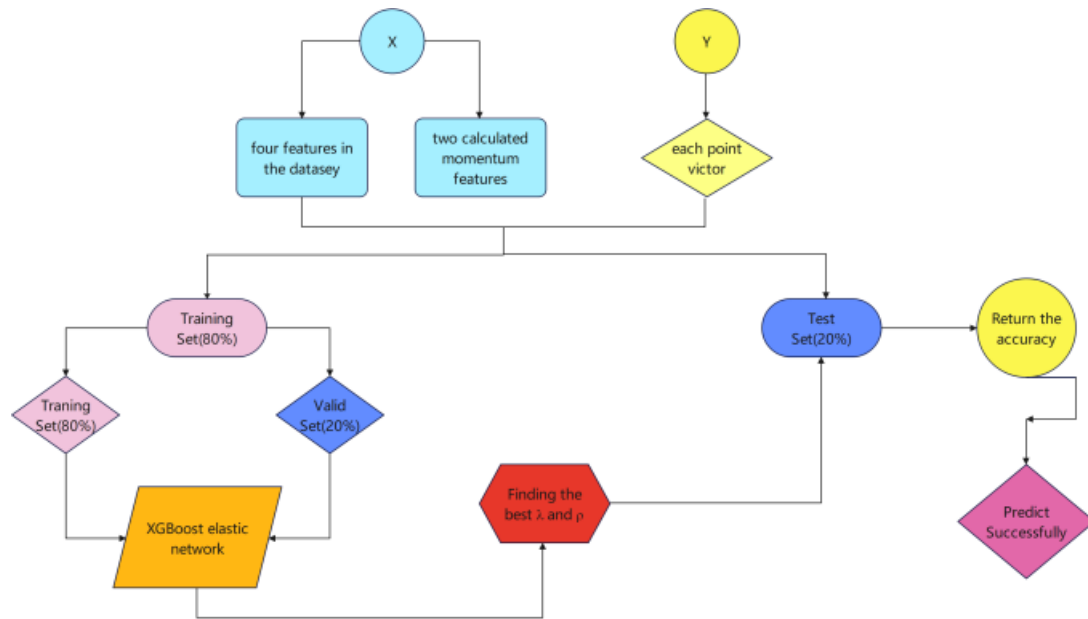 X
Y
four features in
the datasey
two calculated
momentum
features
each point
victor
Training
Set(80%)
Test
Set(20%)
Return the
accuracy
Traning
Set(80%)
Valid
Set(20%)
Finding the
best λ and ρ
XGBoost elastic
network
Predict
Successfully